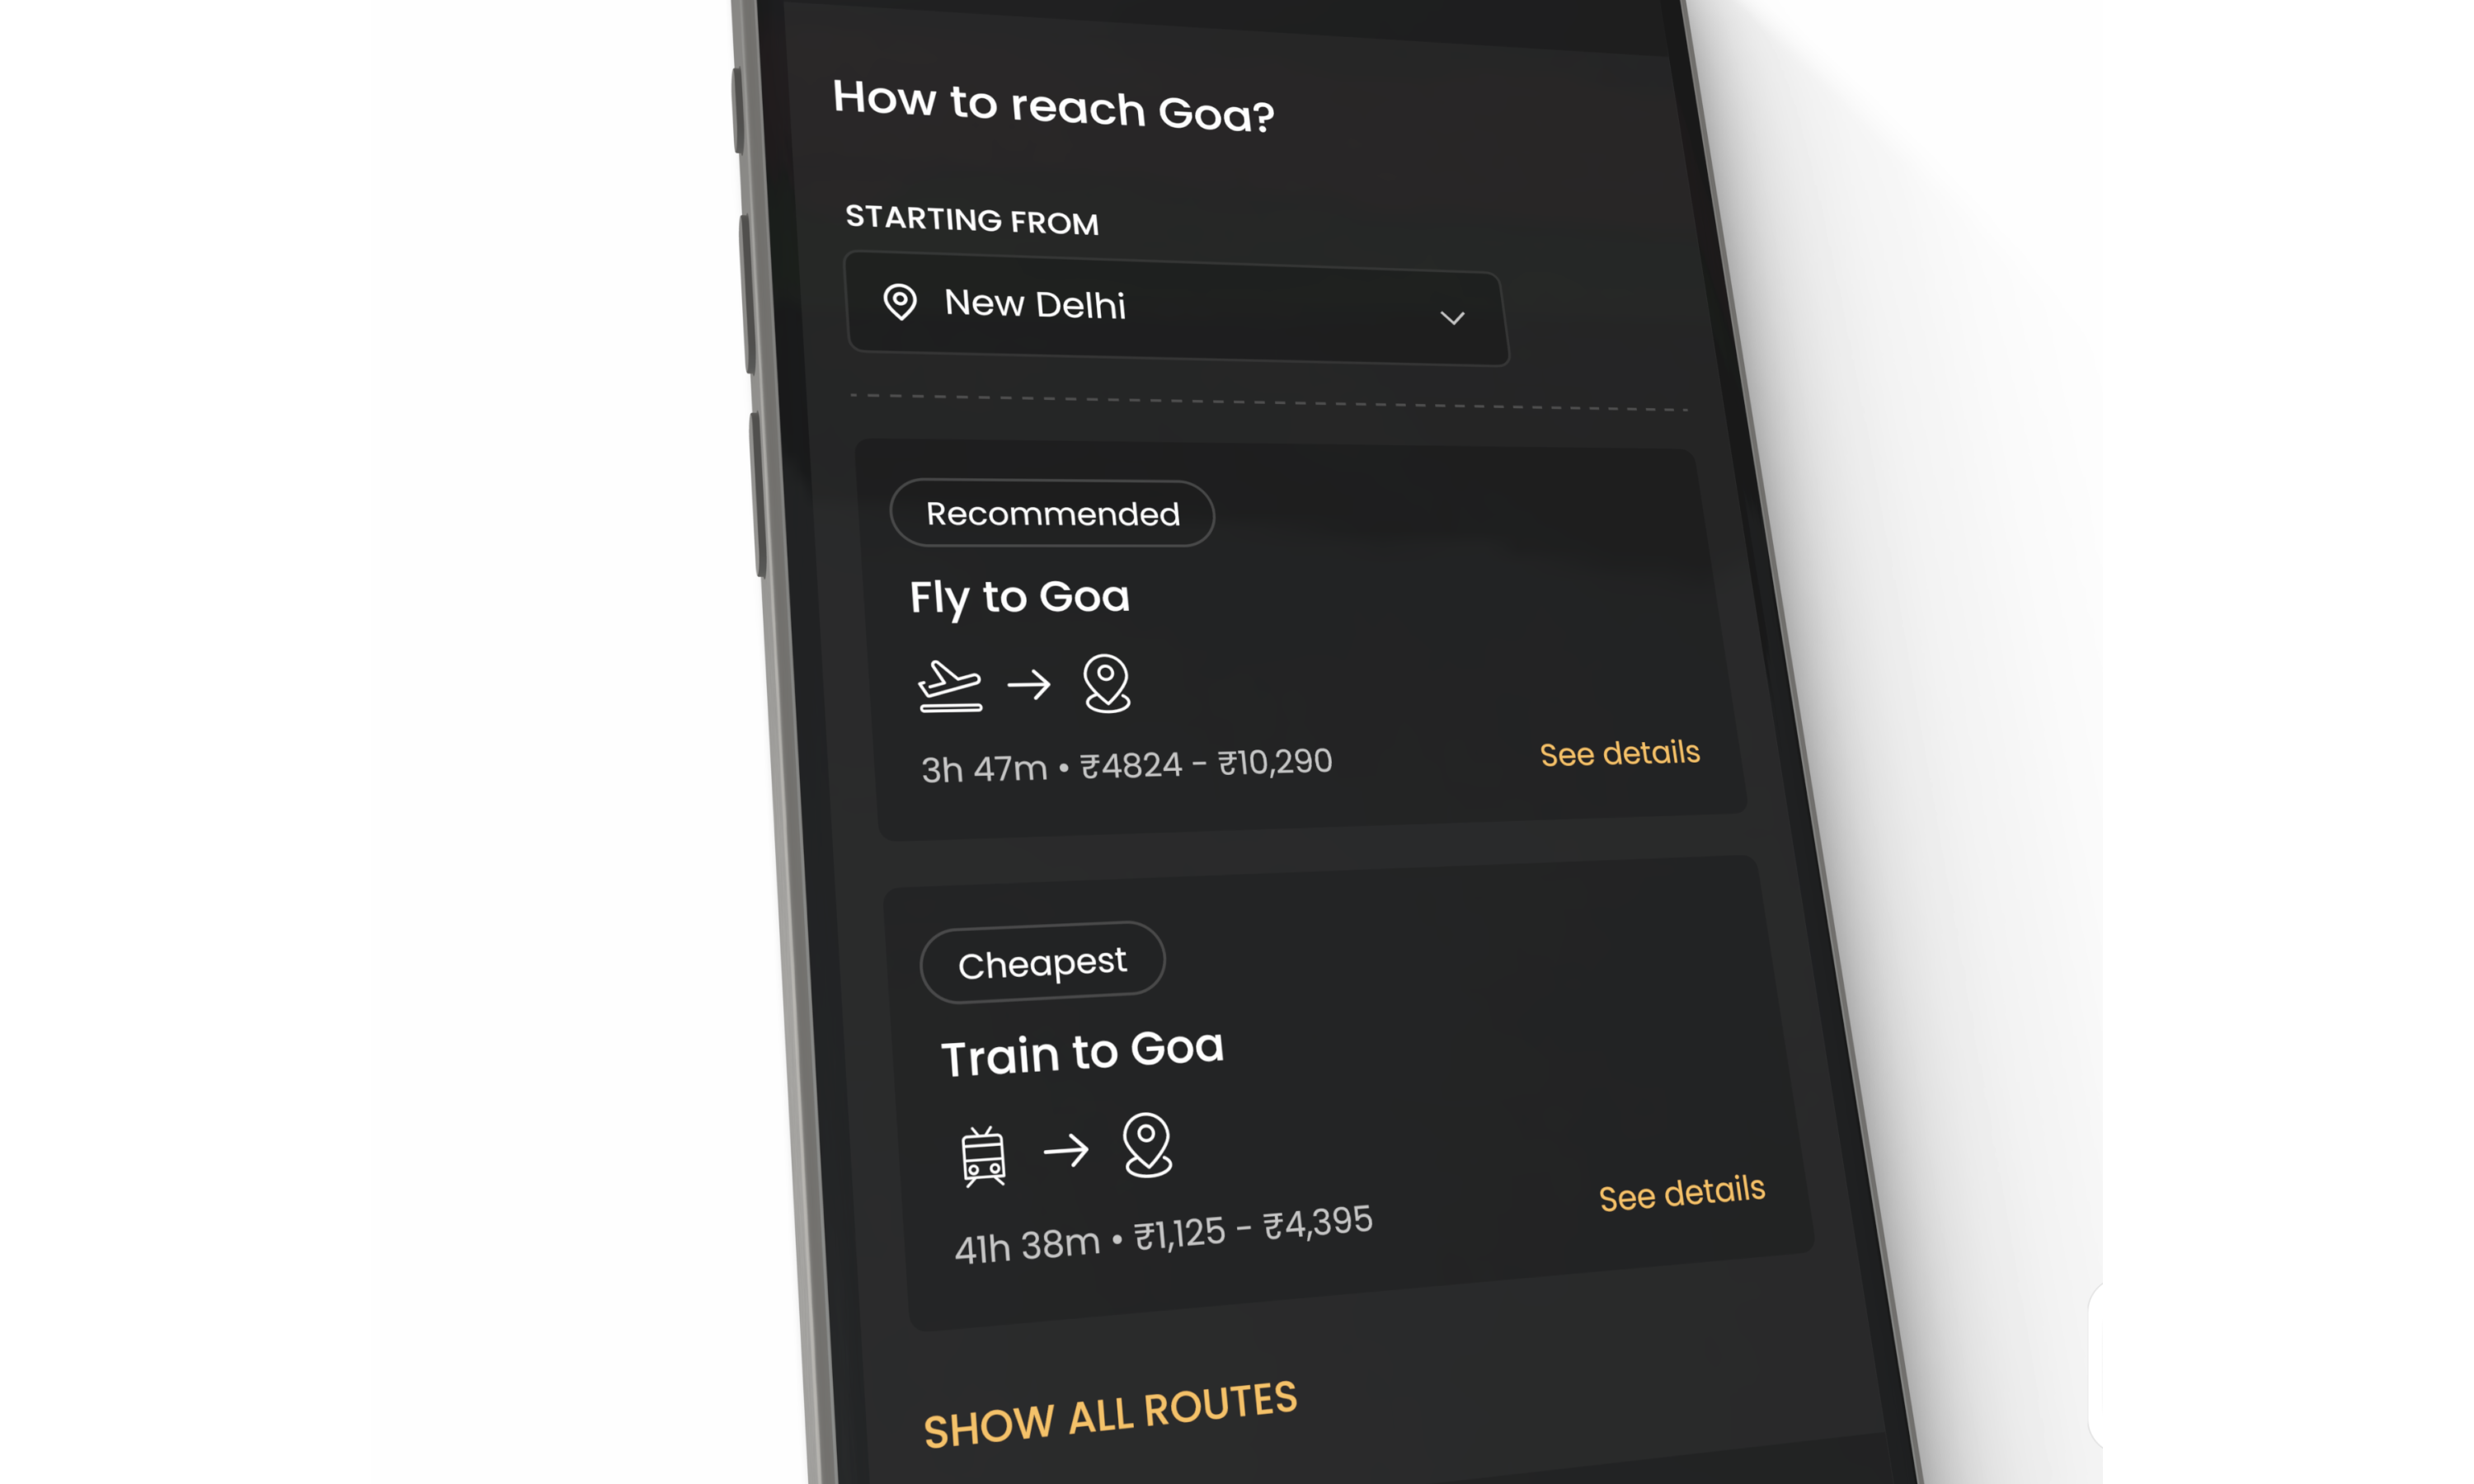 How to reach Goa?
STARTING FROM
New Delhi
Recommended
Fly to Goa
3h 47m • ₹4824 - ₹10,290
See details
Cheapest
Train to Goa
41h 38m • ₹1,125 - ₹4,395
See details
SHOW ALL ROUTES